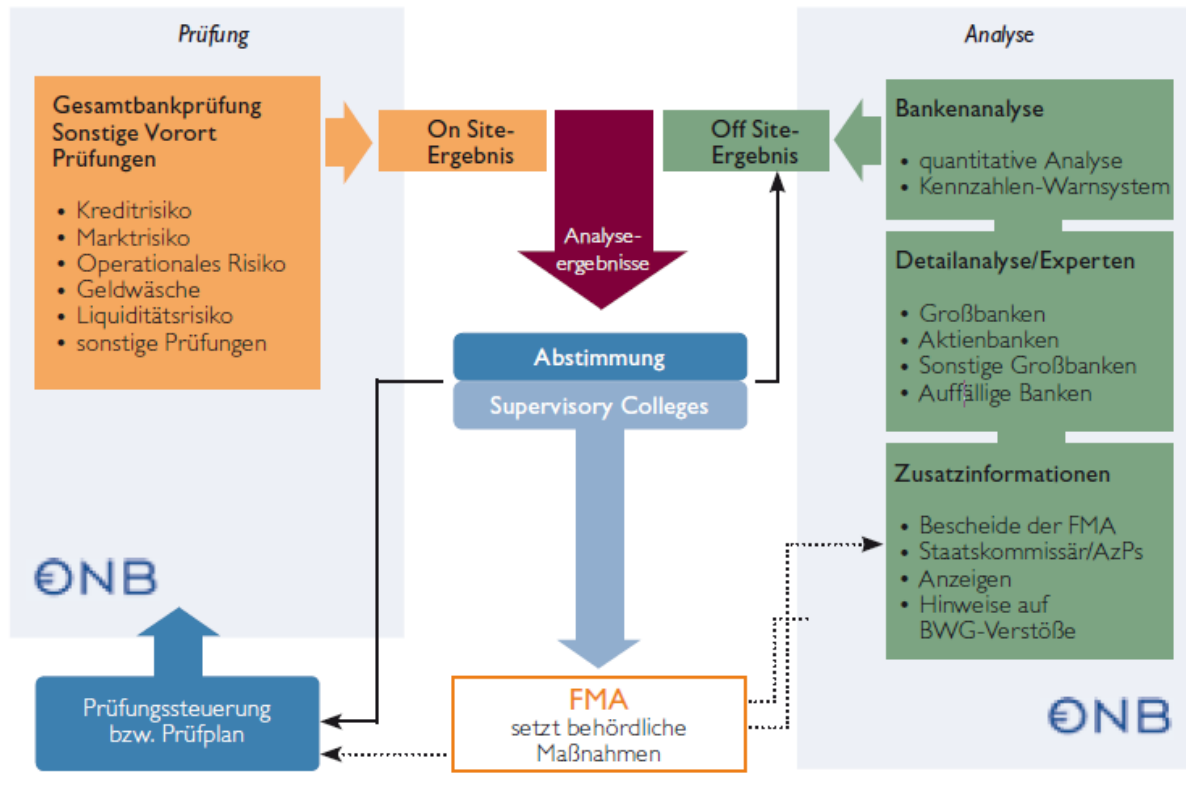 Prüfung
Gesamtbankprüfung
Sonstige Vorort
Prüfungen
• Kreditrisiko
• Marktrisiko
• Operationales Risiko
• Geldwäsche
• Liquiditätsrisiko
• sonstige Prüfungen
On Site-
Ergebnis
Analyse-
ergebnisse
Off Site-
Ergebnis
Analyse
Bankenanalyse
• quantitative Analyse
• Kennzahlen-Warnsystem
Detailanalyse/Experten
• Großbanken
• Aktienbanken
• Sonstige Großbanken
• Auffällige Banken
Zusatzinformationen
• Bescheide der FMA
• Staatskommissär/AzPs
• Anzeigen
• Hinweise auf
BWG-Verstöße
Abstimmung
Supervisory Colleges
ONB
Prüfungssteuerung
bzw. Prüfplan
FMA
setzt behördliche
Maßnahmen
ONB